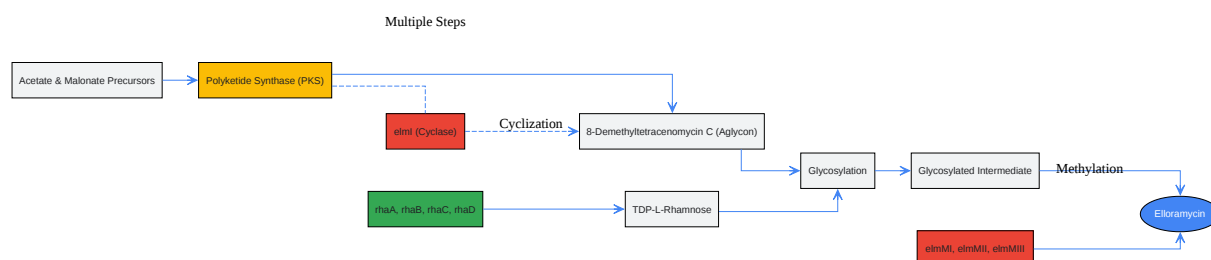 Multiple Steps
Acetate & Malonate Precursors
Polyketide Synthase (PKS)
elmI (Cyclase)
Cyclization
8-Demethyltetracenomycin C (Aglycon)
Glycosylation
Glycosylated Intermediate
Methylation
rhaA, rhaB, rhaC, rhaD
TDP-L-Rhamnose
Elloramycin
elmMI, elmMII, elmMIII